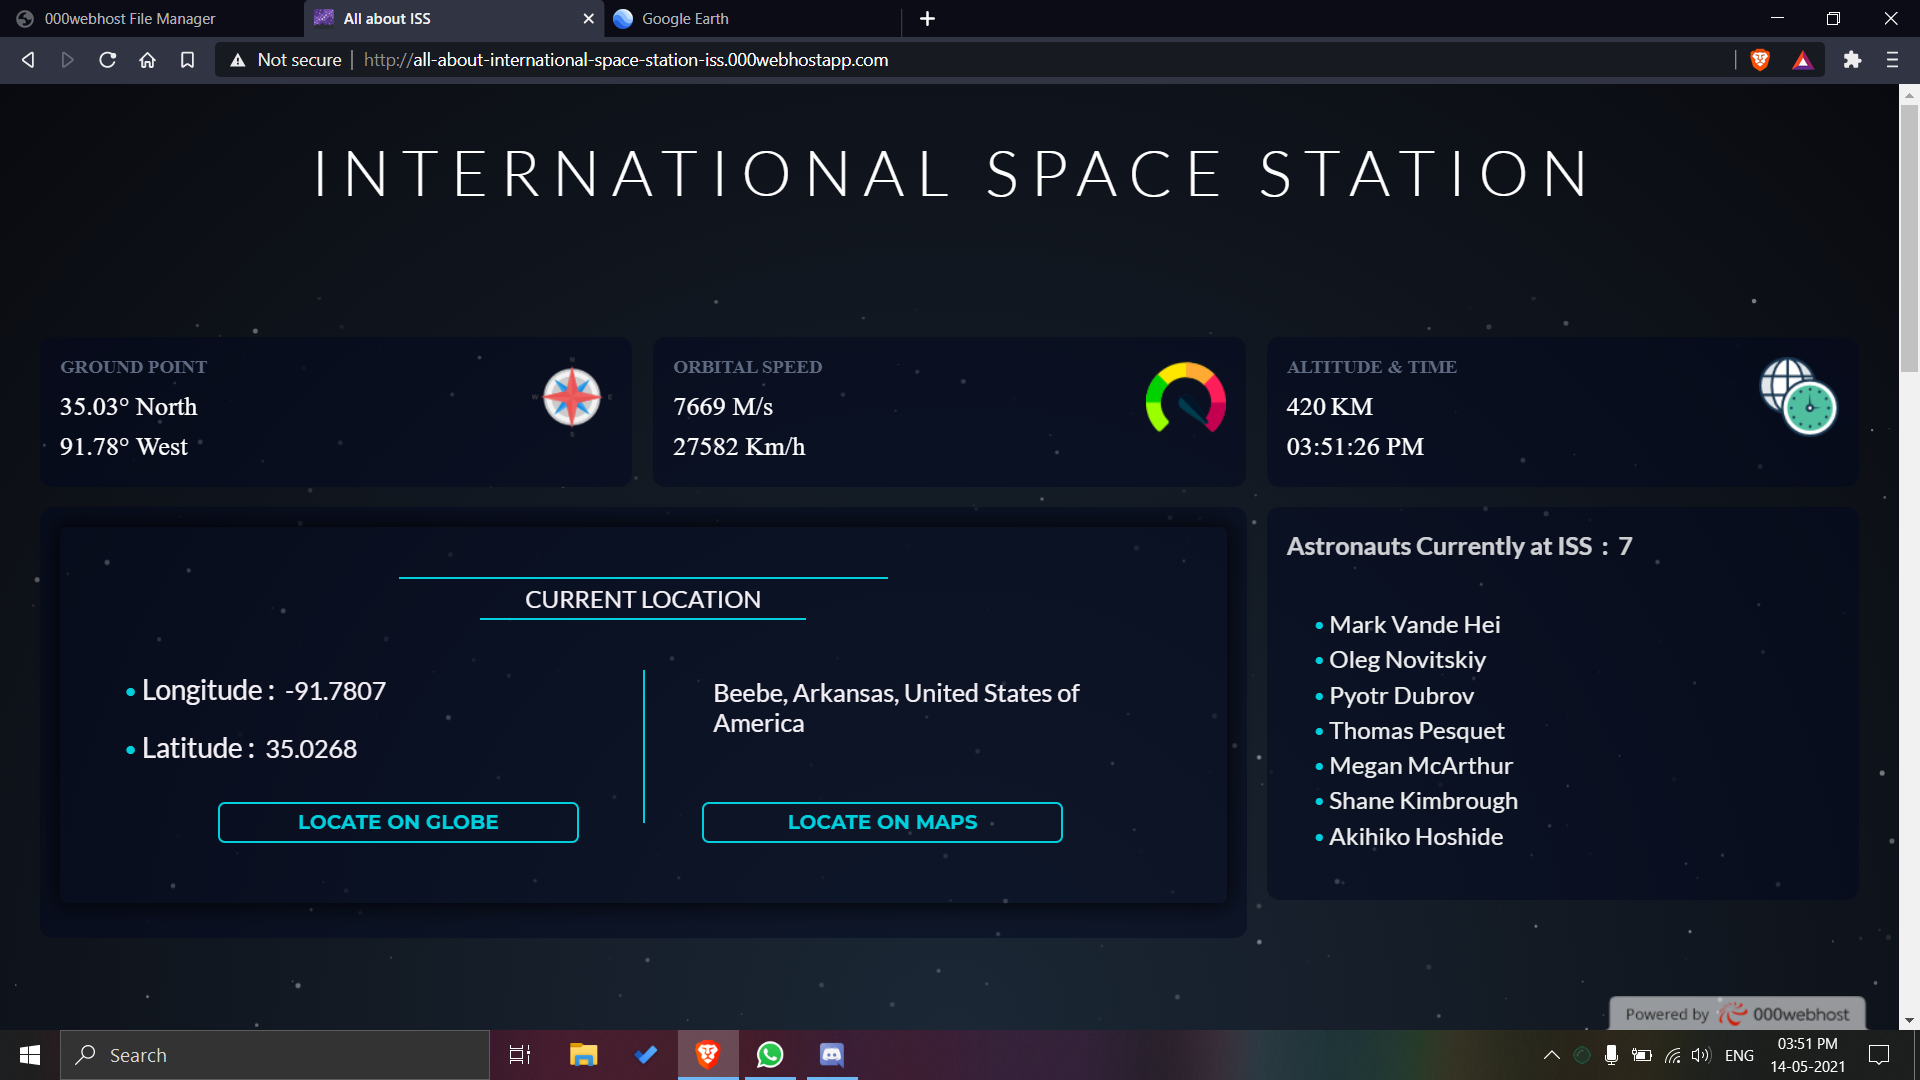 000webhost File Manager
All about ISS
Google Earth
Not secure
http://all-about-international-space-station-iss.000webhostapp.com
INTERNATIONAL SPACE STATION
GROUND POINT
35.03° North
91.78° West
ORBITAL SPEED
7669 M/s
27582 Km/h
ALTITUDE & TIME
420 KM
03:51:26 PM
CURRENT LOCATION
• Longitude : -91.7807
• Latitude : 35.0268
LOCATE ON GLOBE
Beebe, Arkansas, United States of
America
LOCATE ON MAPS
Astronauts Currently at ISS : 7
• Mark Vande Hei
• Oleg Novitskiy
• Pyotr Dubrov
• Thomas Pesquet
• Megan McArthur
• Shane Kimbrough
• Akihiko Hoshide
Powered by 000webhost
Search
ENG
03:51 PM
14-05-2021